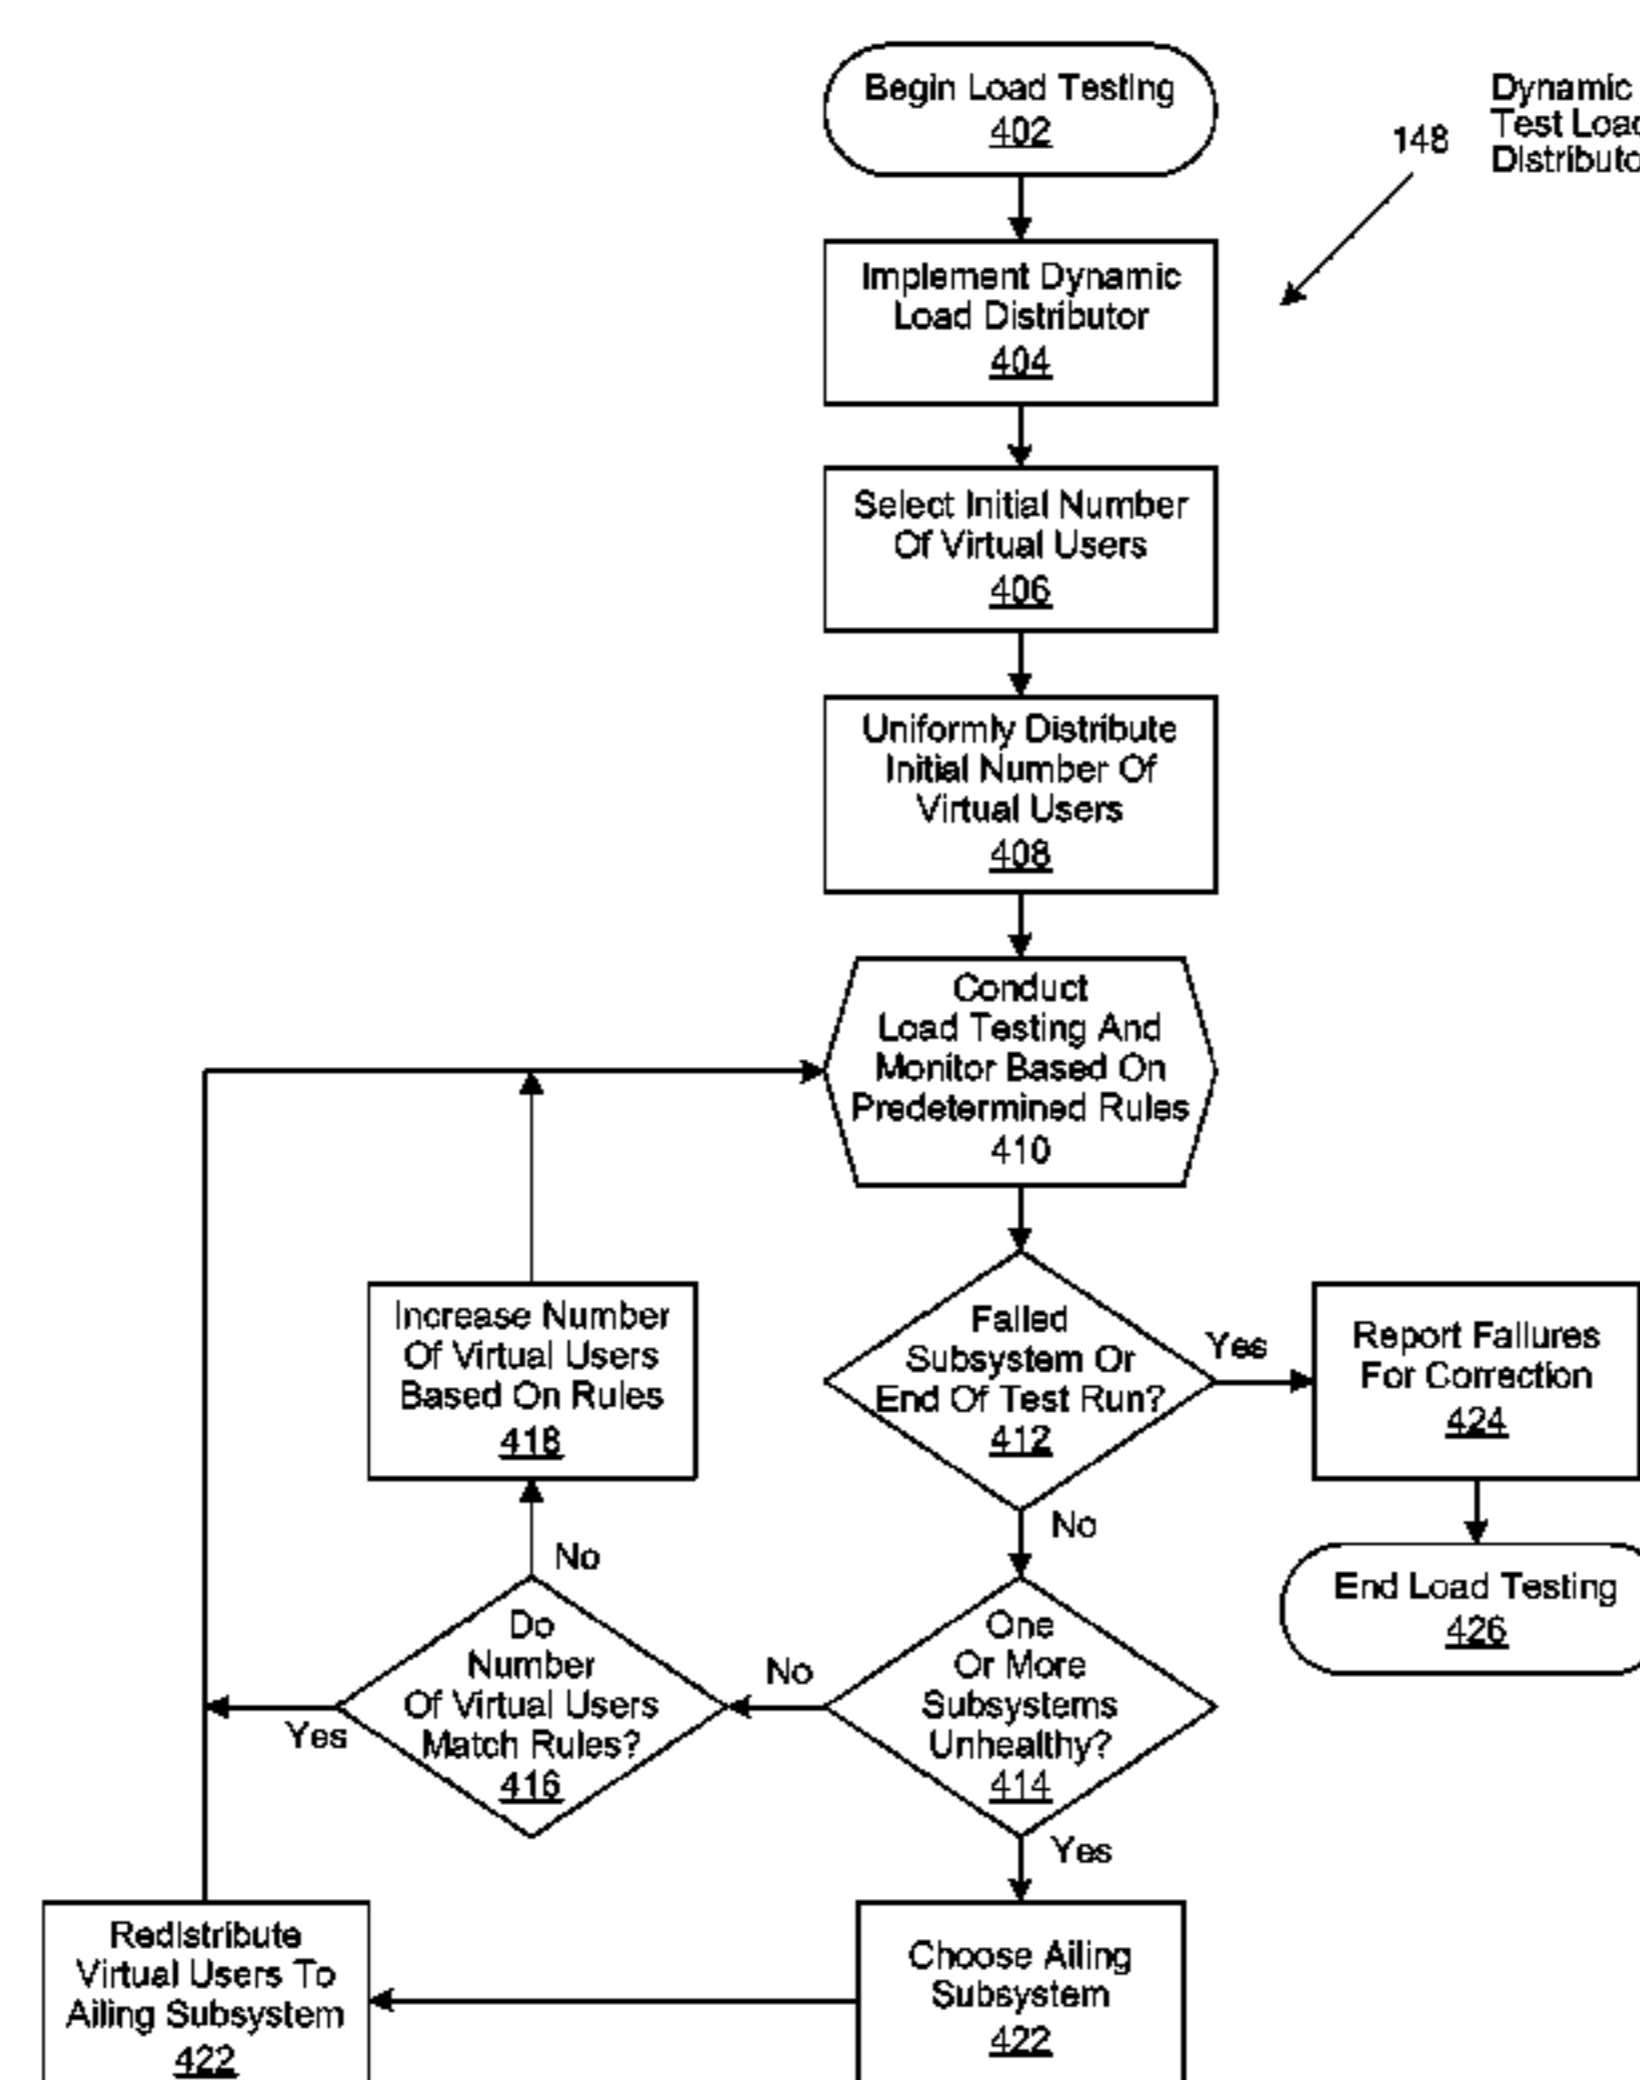 Begin Load Testing
402
148
Dynamic
Test Load
Distributo
Implement Dynamic
Load Distributor
404
Select Initial Number
Of Virtual Users
406
Uniformly Distribute
Initial Number Of
Virtual Users
408
Conduct
Load Testing And
Monitor Based On
Predetermined Rules
410
Increase Number
Of Virtual Users
Based On Rules
418
Failed
Subsystem Or
End Of Test Run?
412
Yes
Report Failures
For Correction
424
No
No
End Load Testing
426
Do
Number
Of Virtual Users
Match Rules?
416
Yes
No
One
Or More
Subsystems
Unhealthy?
414
Yes
Redistribute
Virtual Users To
Ailing Subsystem
422
Choose Ailing
Subsystem
422